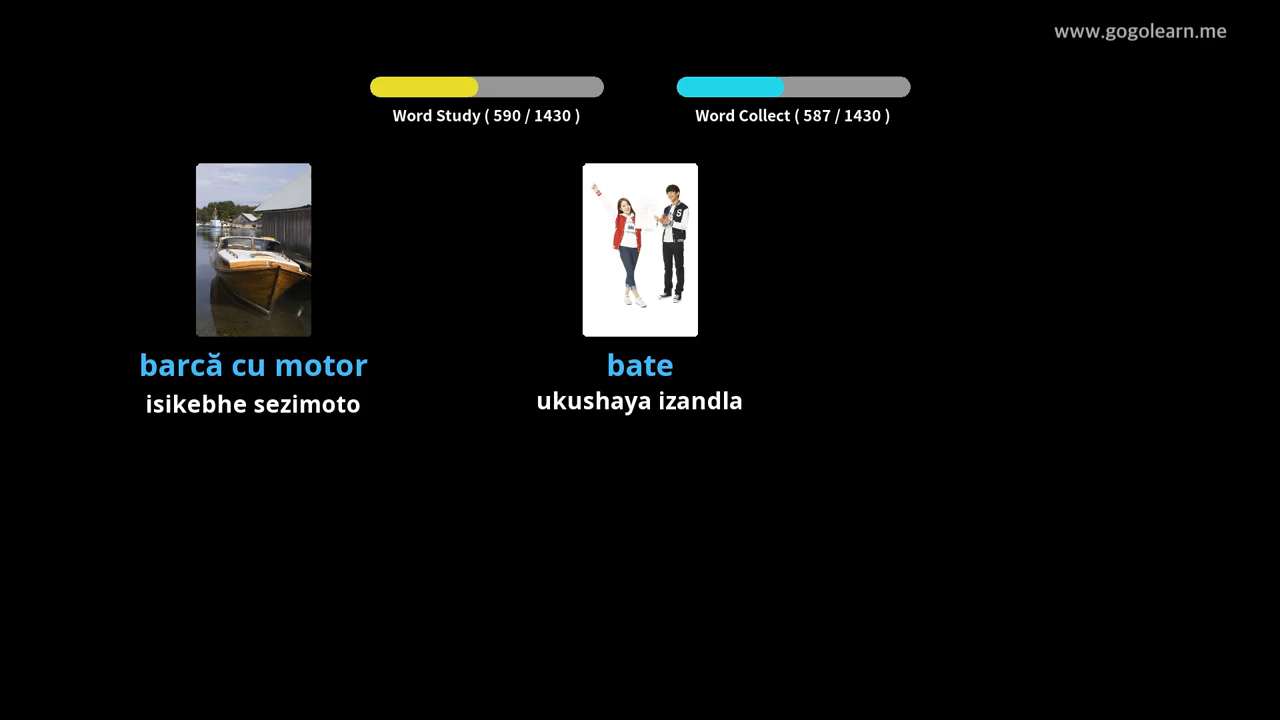 www.gogolearn.me
Word Study ( 590 / 1430 )
Word Collect ( 587 / 1430 )
barcă cu motor
isikebhe sezimoto
bate
ukushaya izandla